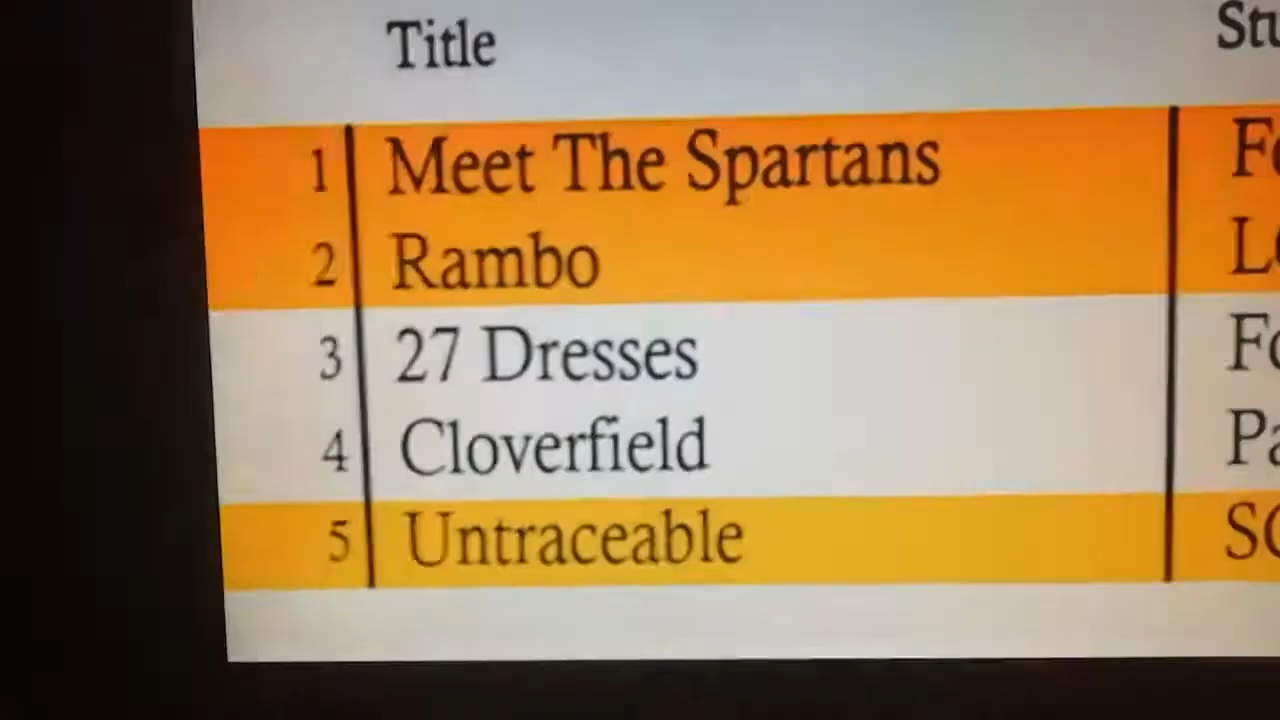 Title
1 Meet The Spartans
2 Rambo
3 27 Dresses
4 Cloverfield
5 Untraceable